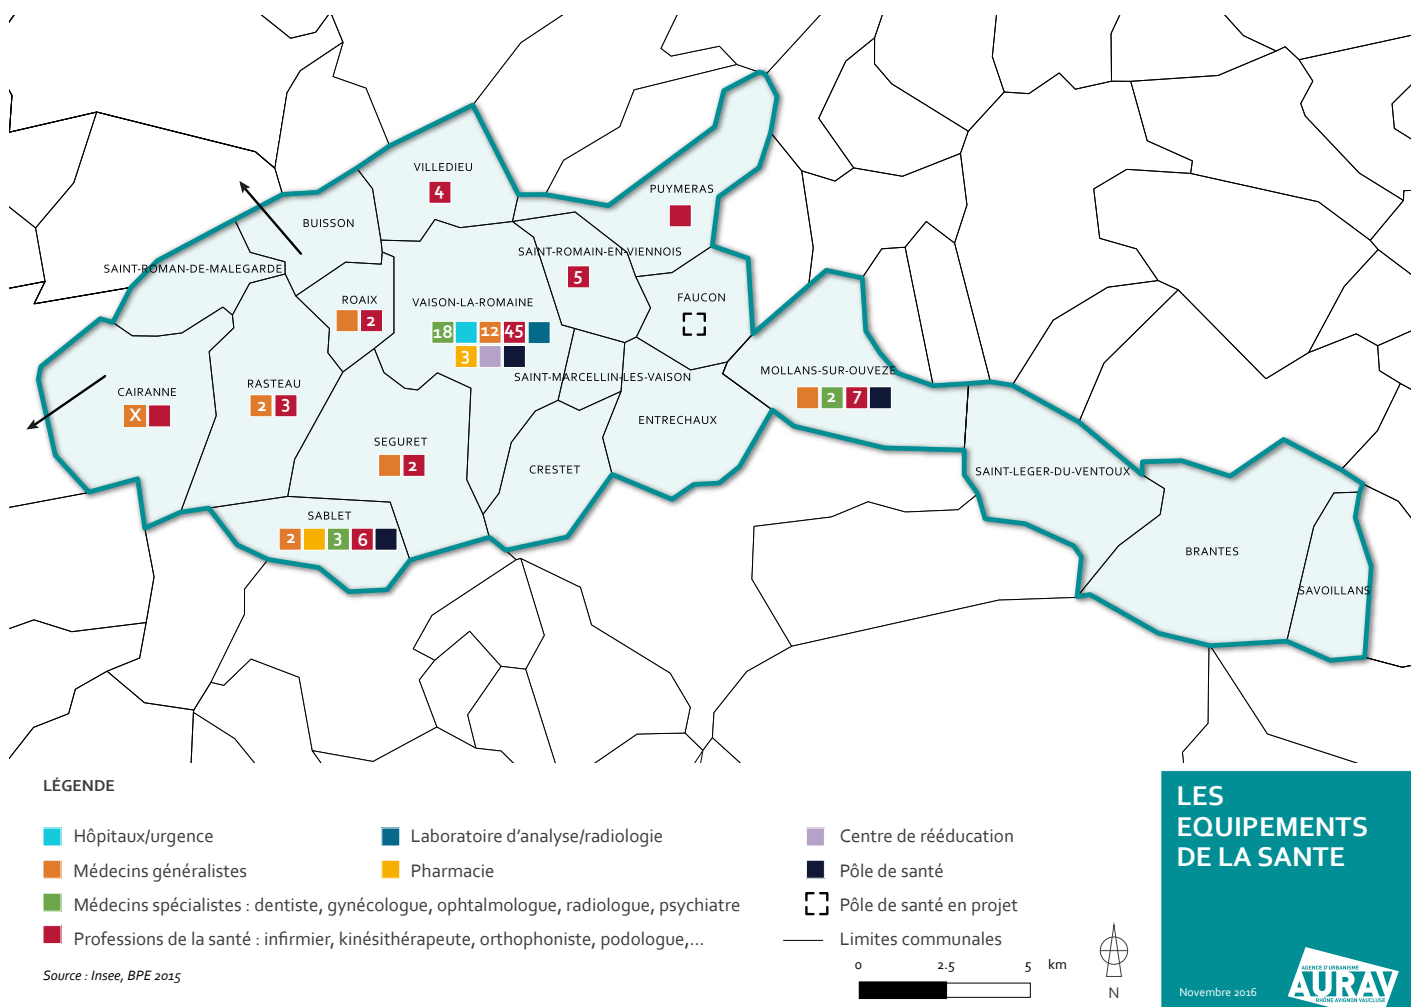 VILLEDIEU
4
PUYMERAS
BUISSON
SAINT-ROMAIN-EN-VIENNOIS
5
SAINT-ROMAN-DE-MALEGARDE
ROAIX
2
VAISON-LA-ROMAINE
18 12 45
3
FAUCON
SAINT-MARCELLIN-LES-VAISON
MOLLANS-SUR-OUVEZE
2 7
CAIRANNE
X
RASTEAU
2 3
ENTRECHAUX
SEGURET
2
CRESTET
SAINT-LEGER-DU-VENTOUX
SABLET
2 3 6
BRANTES
SAVOILLANS
LÉGENDE
Hôpitaux/urgence
Médecins généralistes
Médecins spécialistes : dentiste, gynécologue, ophtalmologue, radiologue, psychiatre
Professions de la santé : infirmier, kinésithérapeute, orthophoniste, podologue,...
Laboratoire d'analyse/radiologie
Pharmacie
Centre de rééducation
Pôle de santé
Pôle de santé en projet
Limites communales
0 2.5 5 km
N
Source : Insee, BPE 2015
LES
EQUIPEMENTS
DE LA SANTE
Novembre 2016
AGENCE D'URBANISME
AURAV
RHÔNE AVIGNON VAUCLUSE